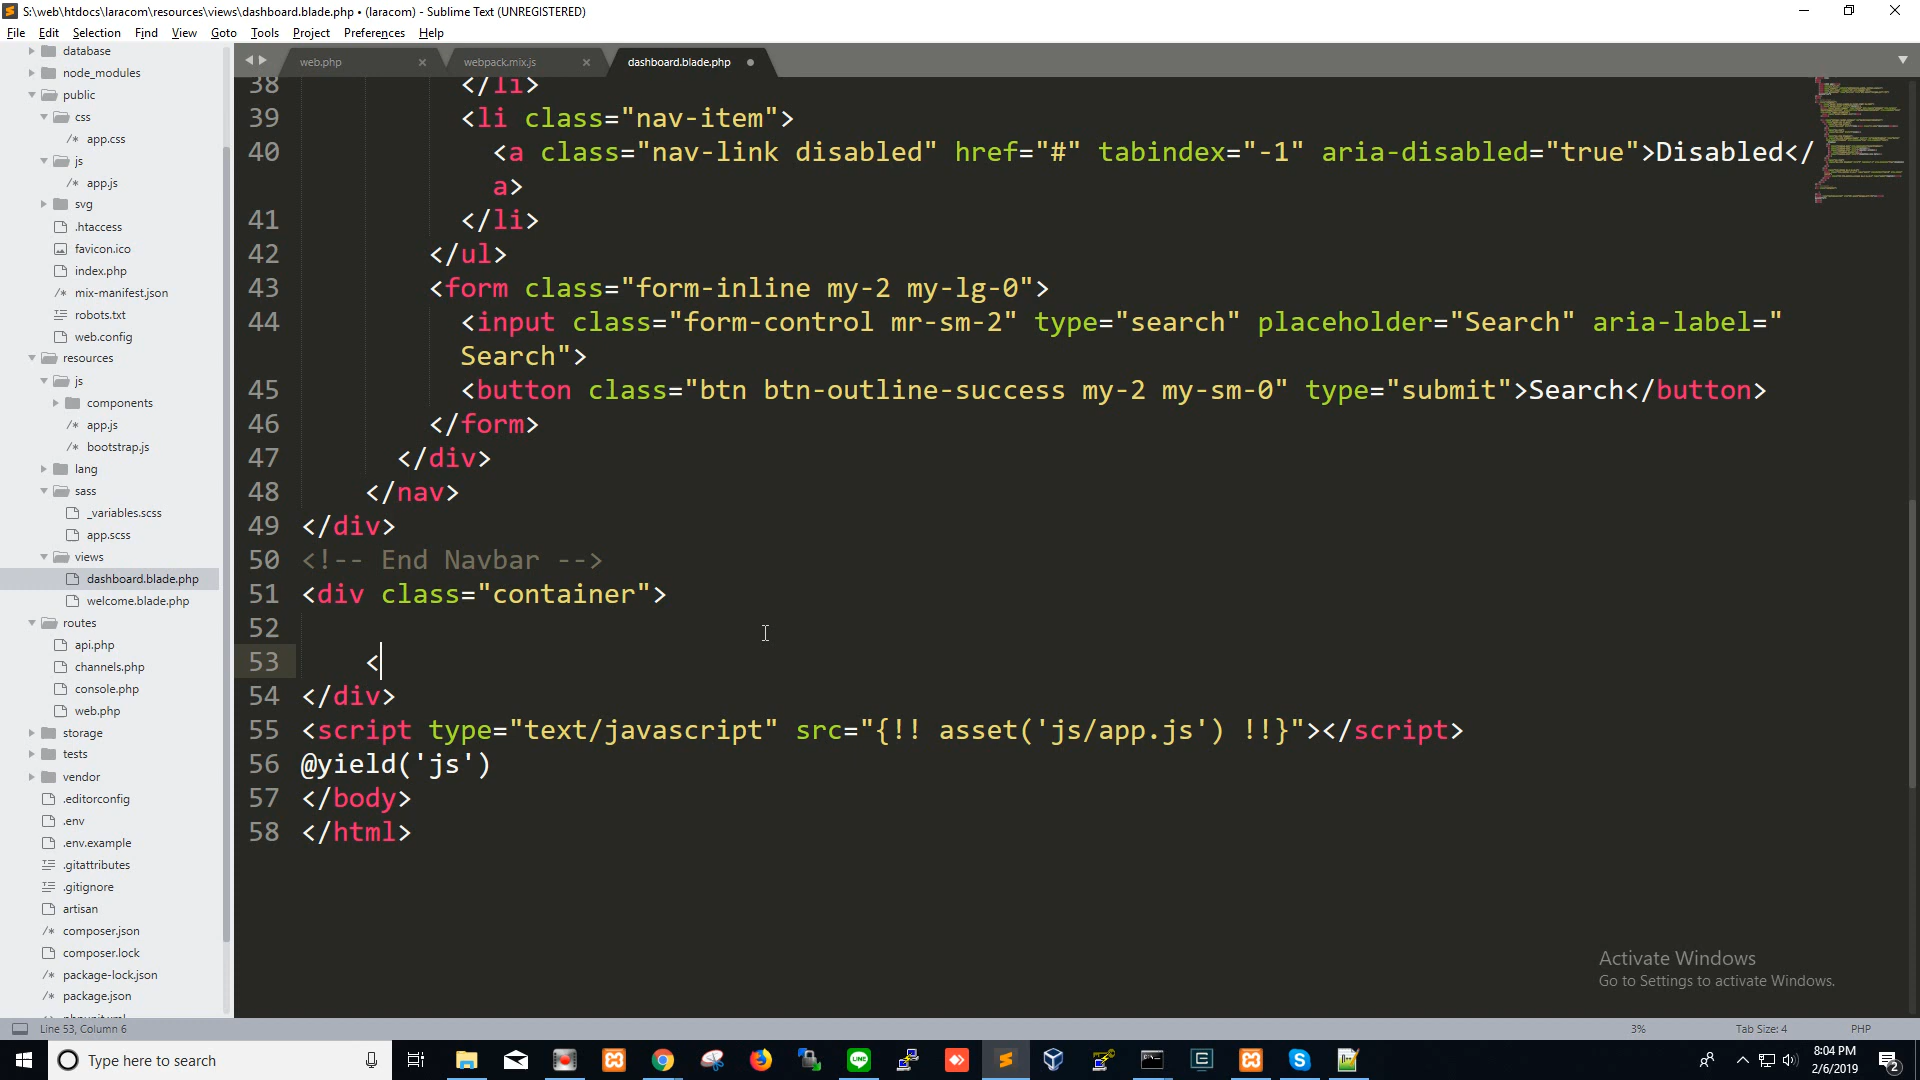 S:\web\htdocs\laracom\resources\views\dashboard.blade.php • (laracom) - Sublime Text (UNREGISTERED)
File Edit Selection Find View Goto Tools Project Preferences Help
database
node_modules
public
css
/* app.css
js
/* app.js
svg
.htaccess
favicon.ico
index.php
/* mix-manifest.json
robots.txt
web.config
resources
js
components
/* app.js
/* bootstrap.js
lang
sass
_variables.scss
app.scss
views
dashboard.blade.php
welcome.blade.php
routes
api.php
channels.php
console.php
web.php
storage
tests
vendor
.editorconfig
.env
.env.example
.gitattributes
.gitignore
artisan
/* composer.json
composer.lock
/* package-lock.json
/* package.json
web.php webpack.mix.js dashboard.blade.php
38 </li>
39 <li class="nav-item">
40 <a class="nav-link disabled" href="#" tabindex="-1" aria-disabled="true">Disabled</
a>
41 </li>
42 </ul>
43 <form class="form-inline my-2 my-lg-0">
44 <input class="form-control mr-sm-2" type="search" placeholder="Search" aria-label="
Search">
45 <button class="btn btn-outline-success my-2 my-sm-0" type="submit">Search</button>
46 </form>
47 </div>
48 </nav>
49 </div>
50 <!-- End Navbar -->
51 <div class="container">
52
53 <
54 </div>
55 <script type="text/javascript" src="{!! asset('js/app.js') !!}"></script>
56 @yield('js')
57 </body>
58 </html>
Activate Windows
Go to Settings to activate Windows.
Line 53, Column 6 3% Tab Size: 4 PHP
Type here to search
8:04 PM
2/6/2019
2